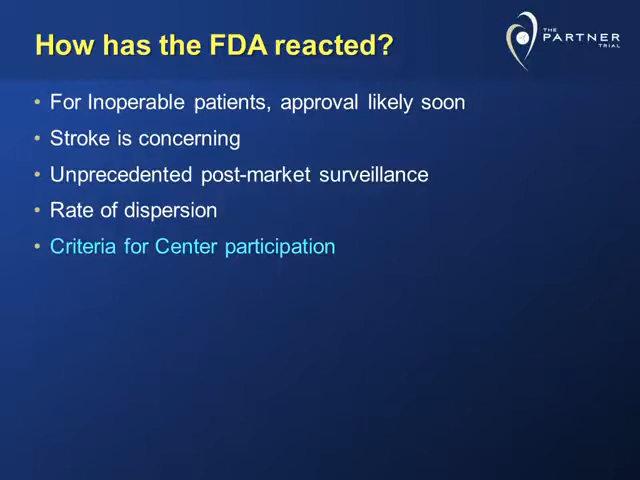 How has the FDA reacted?
THE
PARTNER
TRIAL
• For Inoperable patients, approval likely soon
• Stroke is concerning
• Unprecedented post-market surveillance
• Rate of dispersion
• Criteria for Center participation